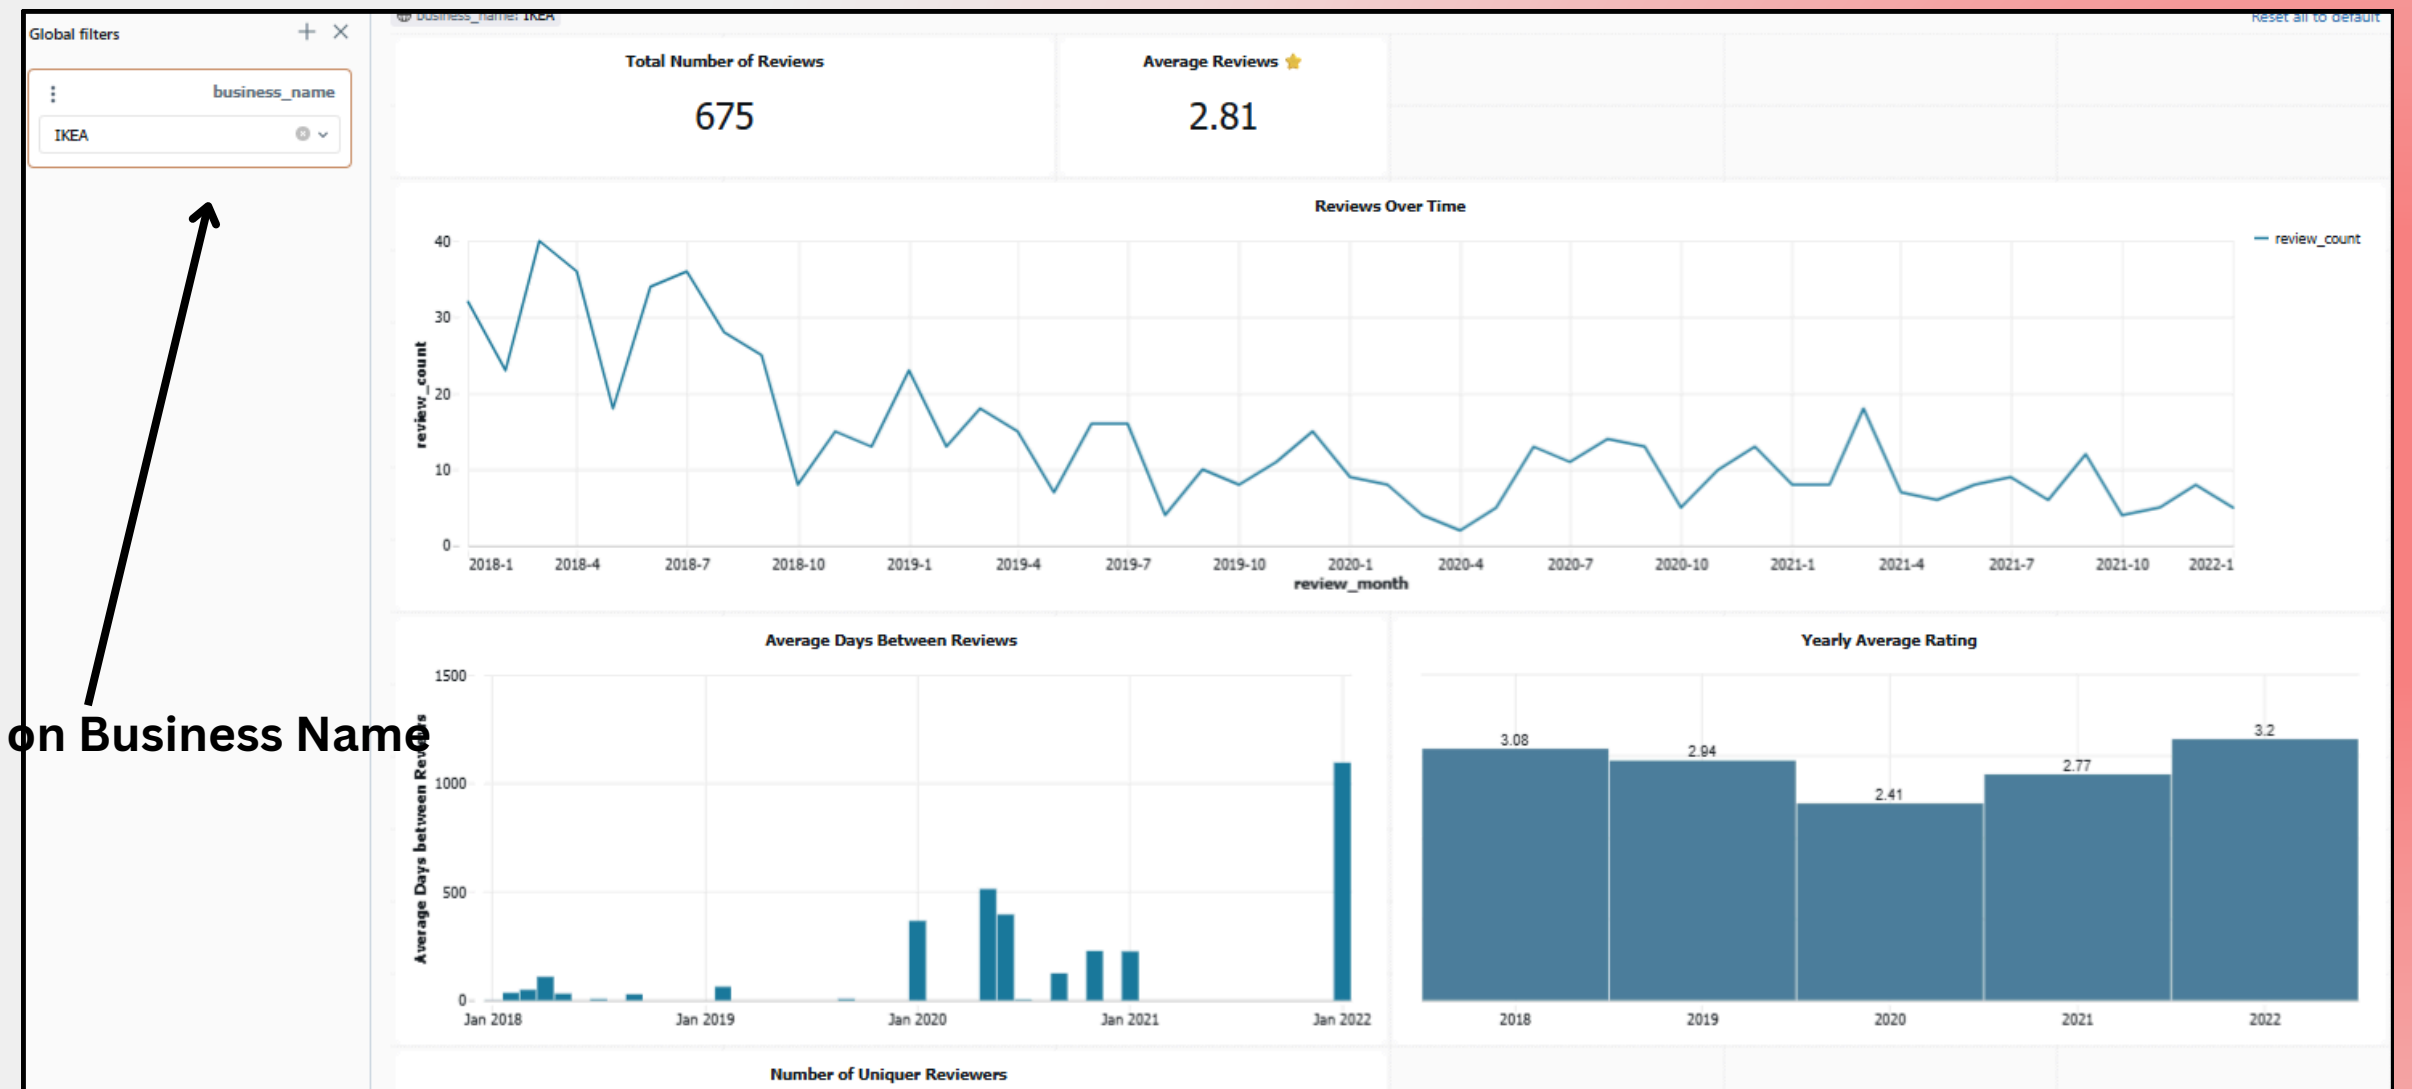 Global filters
business_name
IKEA
business_name: IKEA
Reset all to default
Total Number of Reviews
675
Average Reviews
2.81
Reviews Over Time
review_count
40
30
20
10
0
review_count
2018-1 2018-4 2018-7 2018-10 2019-1 2019-4 2019-7 2019-10 2020-1 2020-4 2020-7 2020-10 2021-1 2021-4 2021-7 2021-10 2022-1
review_month
on Business Name
Average Days Between Reviews
Average Days between Reviews
1500
1000
500
0
Jan 2018 Jan 2019 Jan 2020 Jan 2021 Jan 2022
Yearly Average Rating
3.08 2.94 2.41 2.77 3.2
2018 2019 2020 2021 2022
Number of Uniquer Reviewers